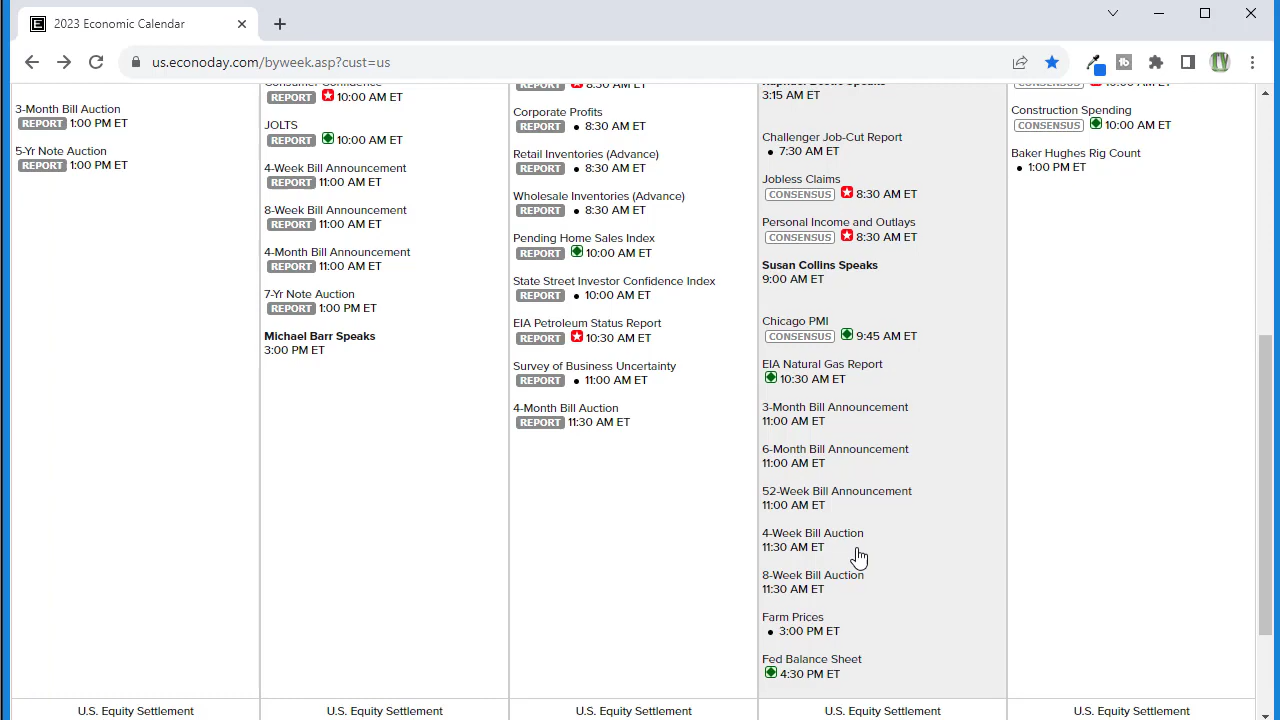 2023 Economic Calendar
us.econoday.com/byweek.asp?cust=us
3-Month Bill Auction
REPORT 1:00 PM ET
5-Yr Note Auction
REPORT 1:00 PM ET
Consumer Confidence
REPORT 10:00 AM ET
JOLTS
REPORT 10:00 AM ET
4-Week Bill Announcement
REPORT 11:00 AM ET
8-Week Bill Announcement
REPORT 11:00 AM ET
4-Month Bill Announcement
REPORT 11:00 AM ET
7-Yr Note Auction
REPORT 1:00 PM ET
Michael Barr Speaks
3:00 PM ET
REPORT 8:30 AM ET
Corporate Profits
REPORT • 8:30 AM ET
Retail Inventories (Advance)
REPORT • 8:30 AM ET
Wholesale Inventories (Advance)
REPORT • 8:30 AM ET
Pending Home Sales Index
REPORT 10:00 AM ET
State Street Investor Confidence Index
REPORT • 10:00 AM ET
EIA Petroleum Status Report
REPORT 10:30 AM ET
Survey of Business Uncertainty
REPORT • 11:00 AM ET
4-Month Bill Auction
REPORT 11:30 AM ET
Speaks
3:15 AM ET
Challenger Job-Cut Report
• 7:30 AM ET
Jobless Claims
CONSENSUS 8:30 AM ET
Personal Income and Outlays
CONSENSUS 8:30 AM ET
Susan Collins Speaks
9:00 AM ET
Chicago PMI
CONSENSUS 9:45 AM ET
EIA Natural Gas Report
10:30 AM ET
3-Month Bill Announcement
11:00 AM ET
6-Month Bill Announcement
11:00 AM ET
52-Week Bill Announcement
11:00 AM ET
4-Week Bill Auction
11:30 AM ET
8-Week Bill Auction
11:30 AM ET
Farm Prices
• 3:00 PM ET
Fed Balance Sheet
4:30 PM ET
CONSENSUS 10:00 AM ET
Construction Spending
CONSENSUS 10:00 AM ET
Baker Hughes Rig Count
• 1:00 PM ET
U.S. Equity Settlement
U.S. Equity Settlement
U.S. Equity Settlement
U.S. Equity Settlement
U.S. Equity Settlement